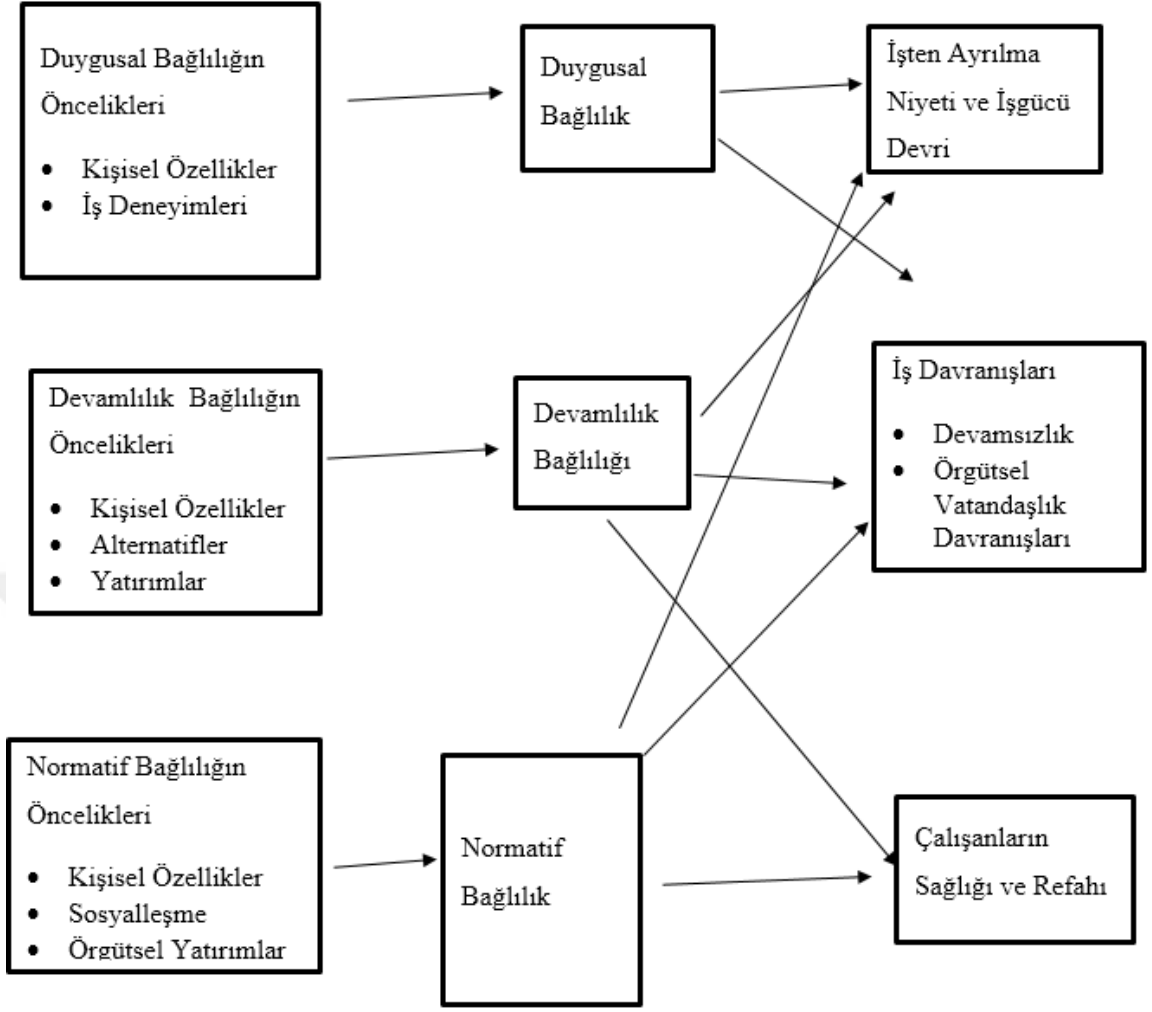 Duygusal Bağlılığın
Öncelikleri
• Kişisel Özellikler
• İş Deneyimleri
Duygusal
Bağlılık
İşten Ayrılma
Niyeti ve İşgücü
Devri
Devamlılık Bağlılığın
Öncelikleri
• Kişisel Özellikler
• Alternatifler
• Yatırımlar
Devamlılık
Bağlılığı
İş Davranışları
• Devamsızlık
• Örgütsel
Vatandaşlık
Davranışları
Normatif Bağlılığın
Öncelikleri
• Kişisel Özellikler
• Sosyalleşme
• Örgütsel Yatırımlar
Normatif
Bağlılık
Çalışanların
Sağlığı ve Refahı